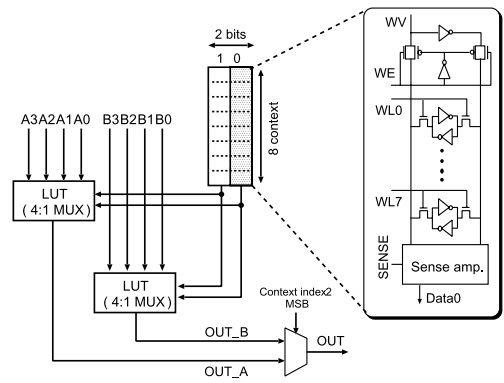 2 bits
1 0
8 context
A3A2A1A0
B3B2B1B0
LUT
( 4:1 MUX)
LUT
( 4:1 MUX)
Context index2
MSB
OUT_B
OUT
OUT_A
WV
WE
WL0
WL7
SENSE
Sense amp.
Data0